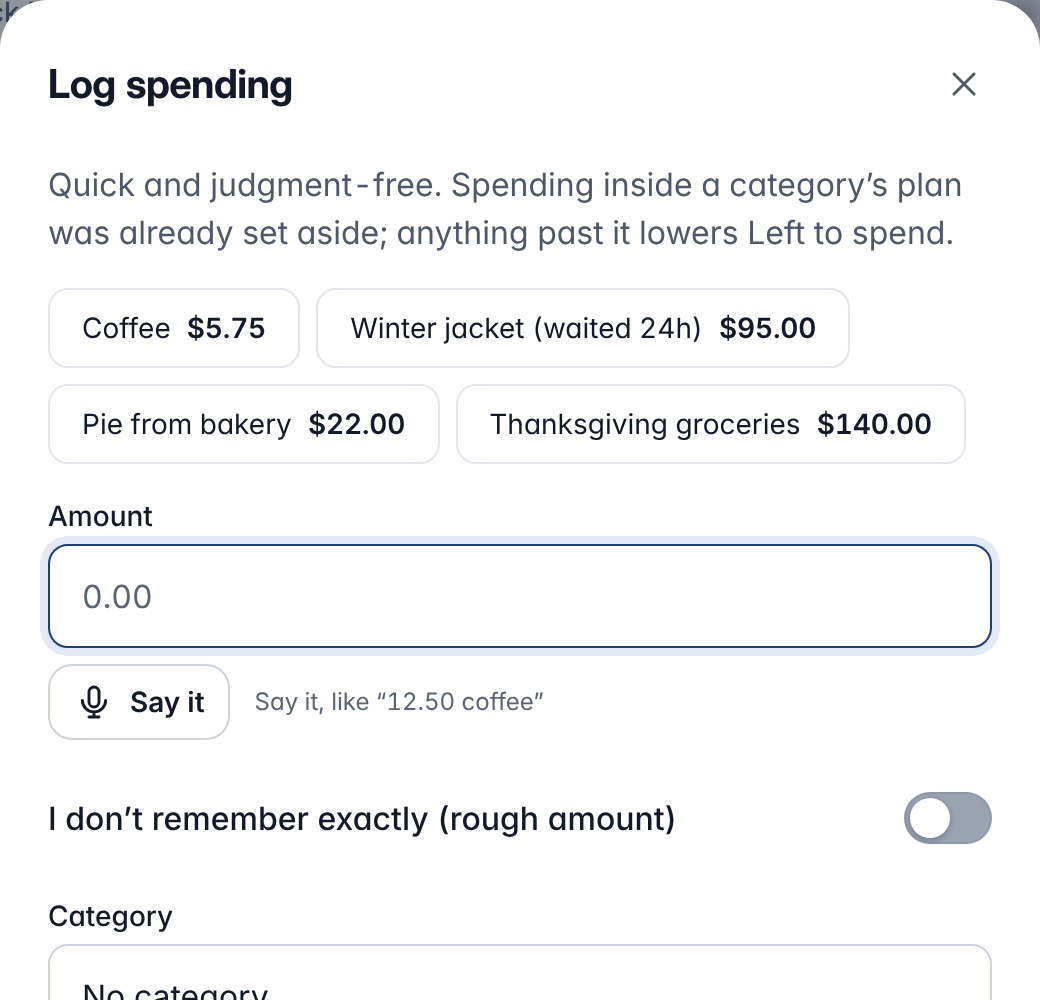 Log spending
Quick and judgment-free. Spending inside a category’s plan
was already set aside; anything past it lowers Left to spend.
Coffee $5.75 Winter jacket (waited 24h) $95.00
Pie from bakery $22.00 Thanksgiving groceries $140.00
Amount
0.00
Say it Say it, like “12.50 coffee”
I don’t remember exactly (rough amount)
Category
No category